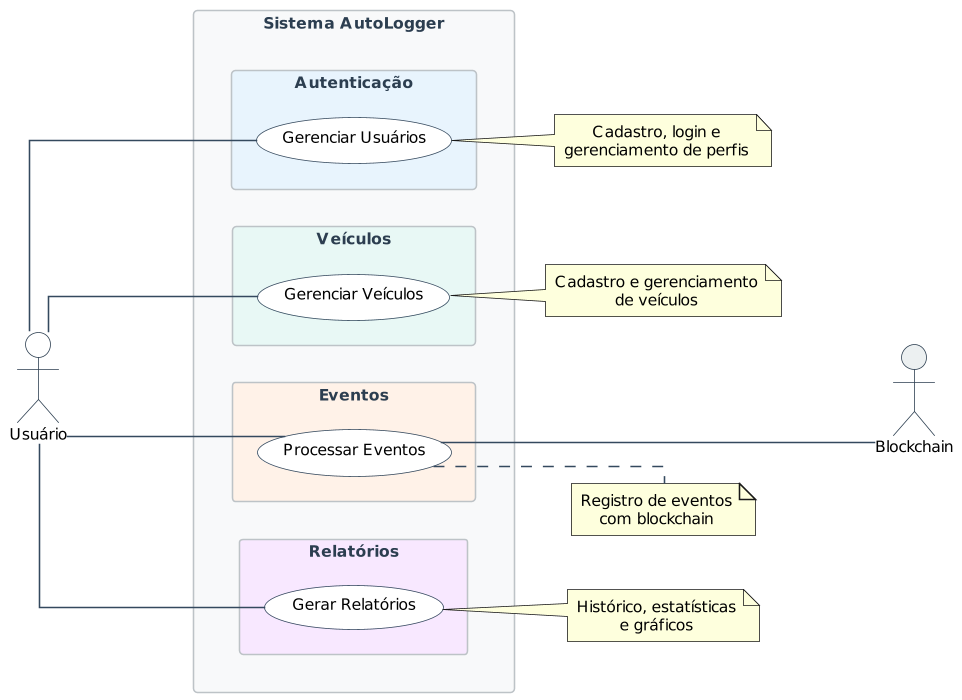 Sistema AutoLogger
Autenticação
Gerenciar Usuários
Cadastro, login e
gerenciamento de perfis
Veículos
Gerenciar Veículos
Cadastro e gerenciamento
de veículos
Usuário
Eventos
Processar Eventos
Blockchain
Registro de eventos
com blockchain
Relatórios
Gerar Relatórios
Histórico, estatísticas
e gráficos